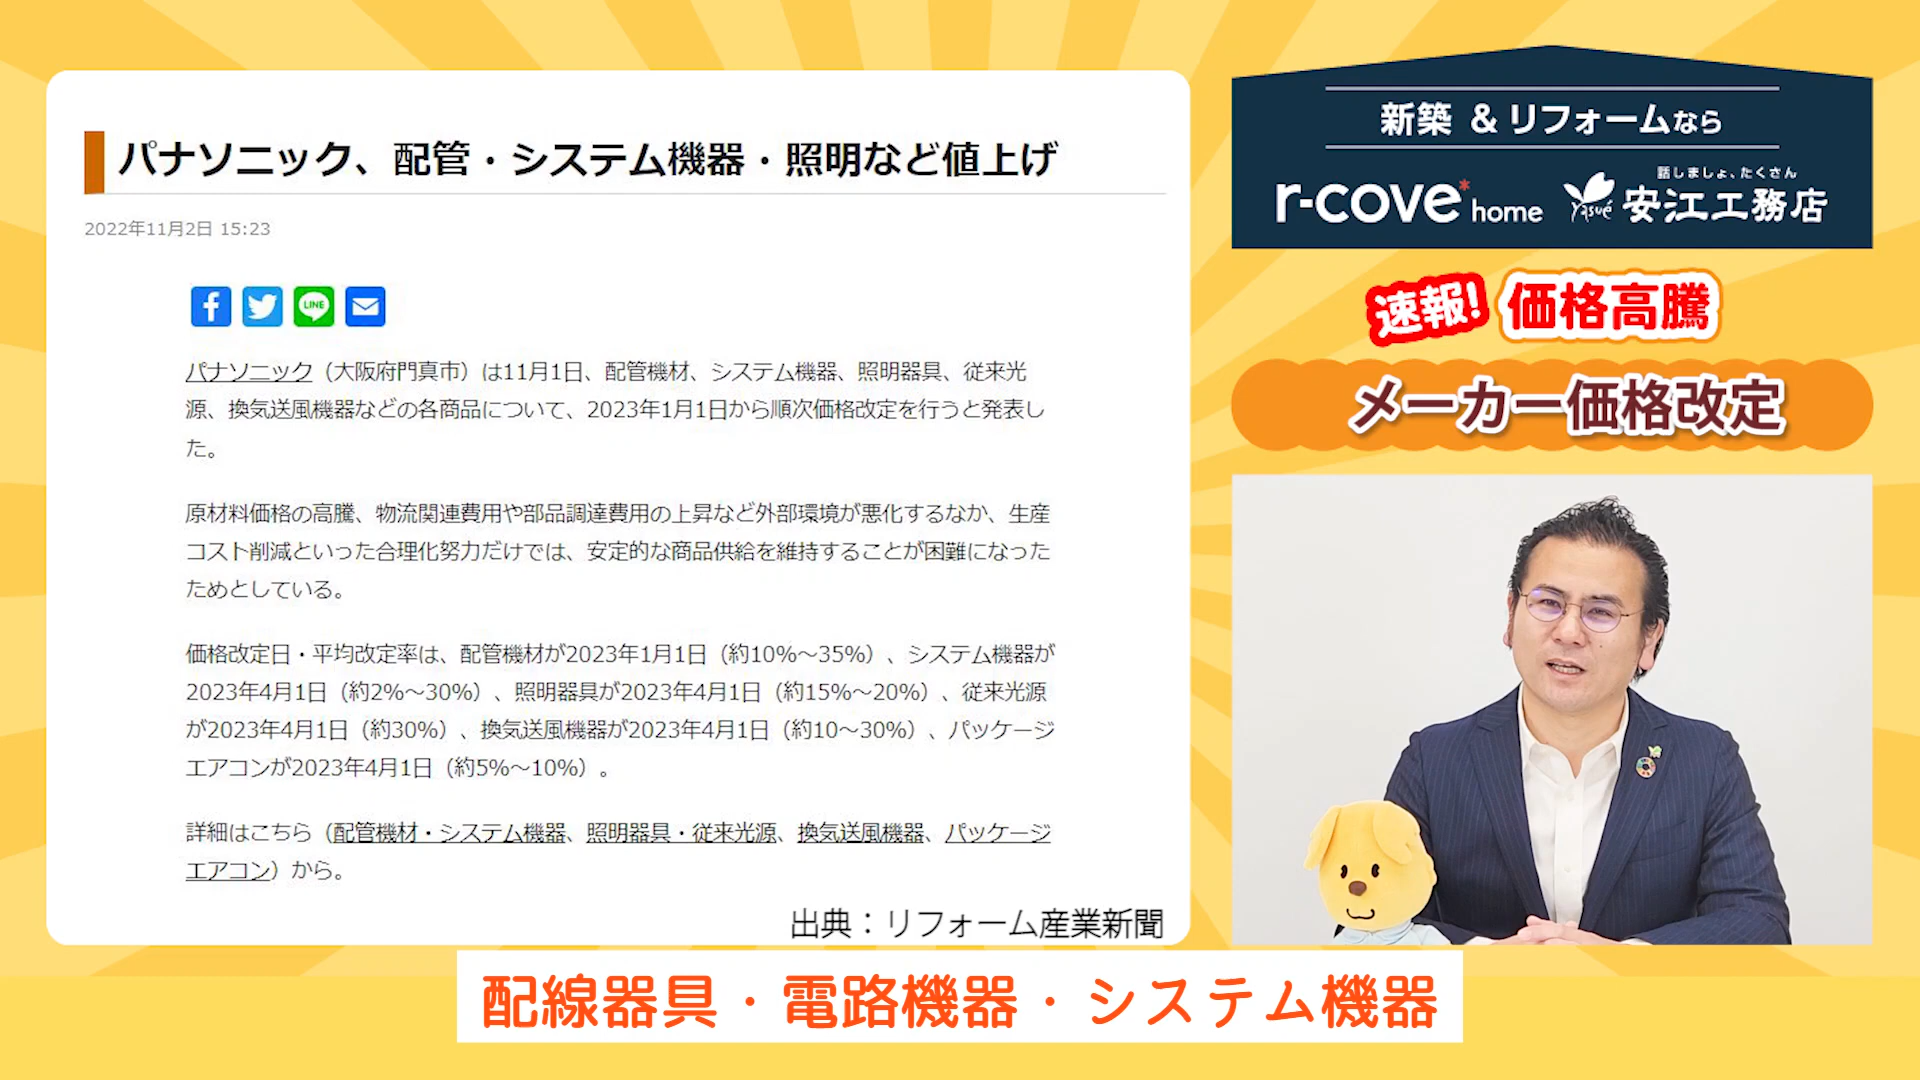 パナソニック、配管・システム機器・照明など値上げ
2022年11月2日 15:23
LINE
パナソニック（大阪府門真市）は11月1日、配管機材、システム機器、照明器具、従来光
源、換気送風機器などの各商品について、2023年1月1日から順次価格改定を行うと発表し
た。
原材料価格の高騰、物流関連費用や部品調達費用の上昇など外部環境が悪化するなか、生産
コスト削減といった合理化努力だけでは、安定的な商品供給を維持することが困難になった
ためとしている。
価格改定日・平均改定率は、配管機材が2023年1月1日（約10%～35%）、システム機器が
2023年4月1日（約2%～30%）、照明器具が2023年4月1日（約15%～20%）、従来光源
が2023年4月1日（約30%）、換気送風機器が2023年4月1日（約10～30%）、パッケージ
エアコンが2023年4月1日（約5%～10%）。
詳細はこちら（配管機材・システム機器、照明器具・従来光源、換気送風機器、パッケージ
エアコン）から。
出典：リフォーム産業新聞
新築 & リフォームなら
r-cove*home
話しましょ、たくさん
yasué 安江工務店
速報! 価格高騰
メーカー価格改定
配線器具・電路機器・システム機器